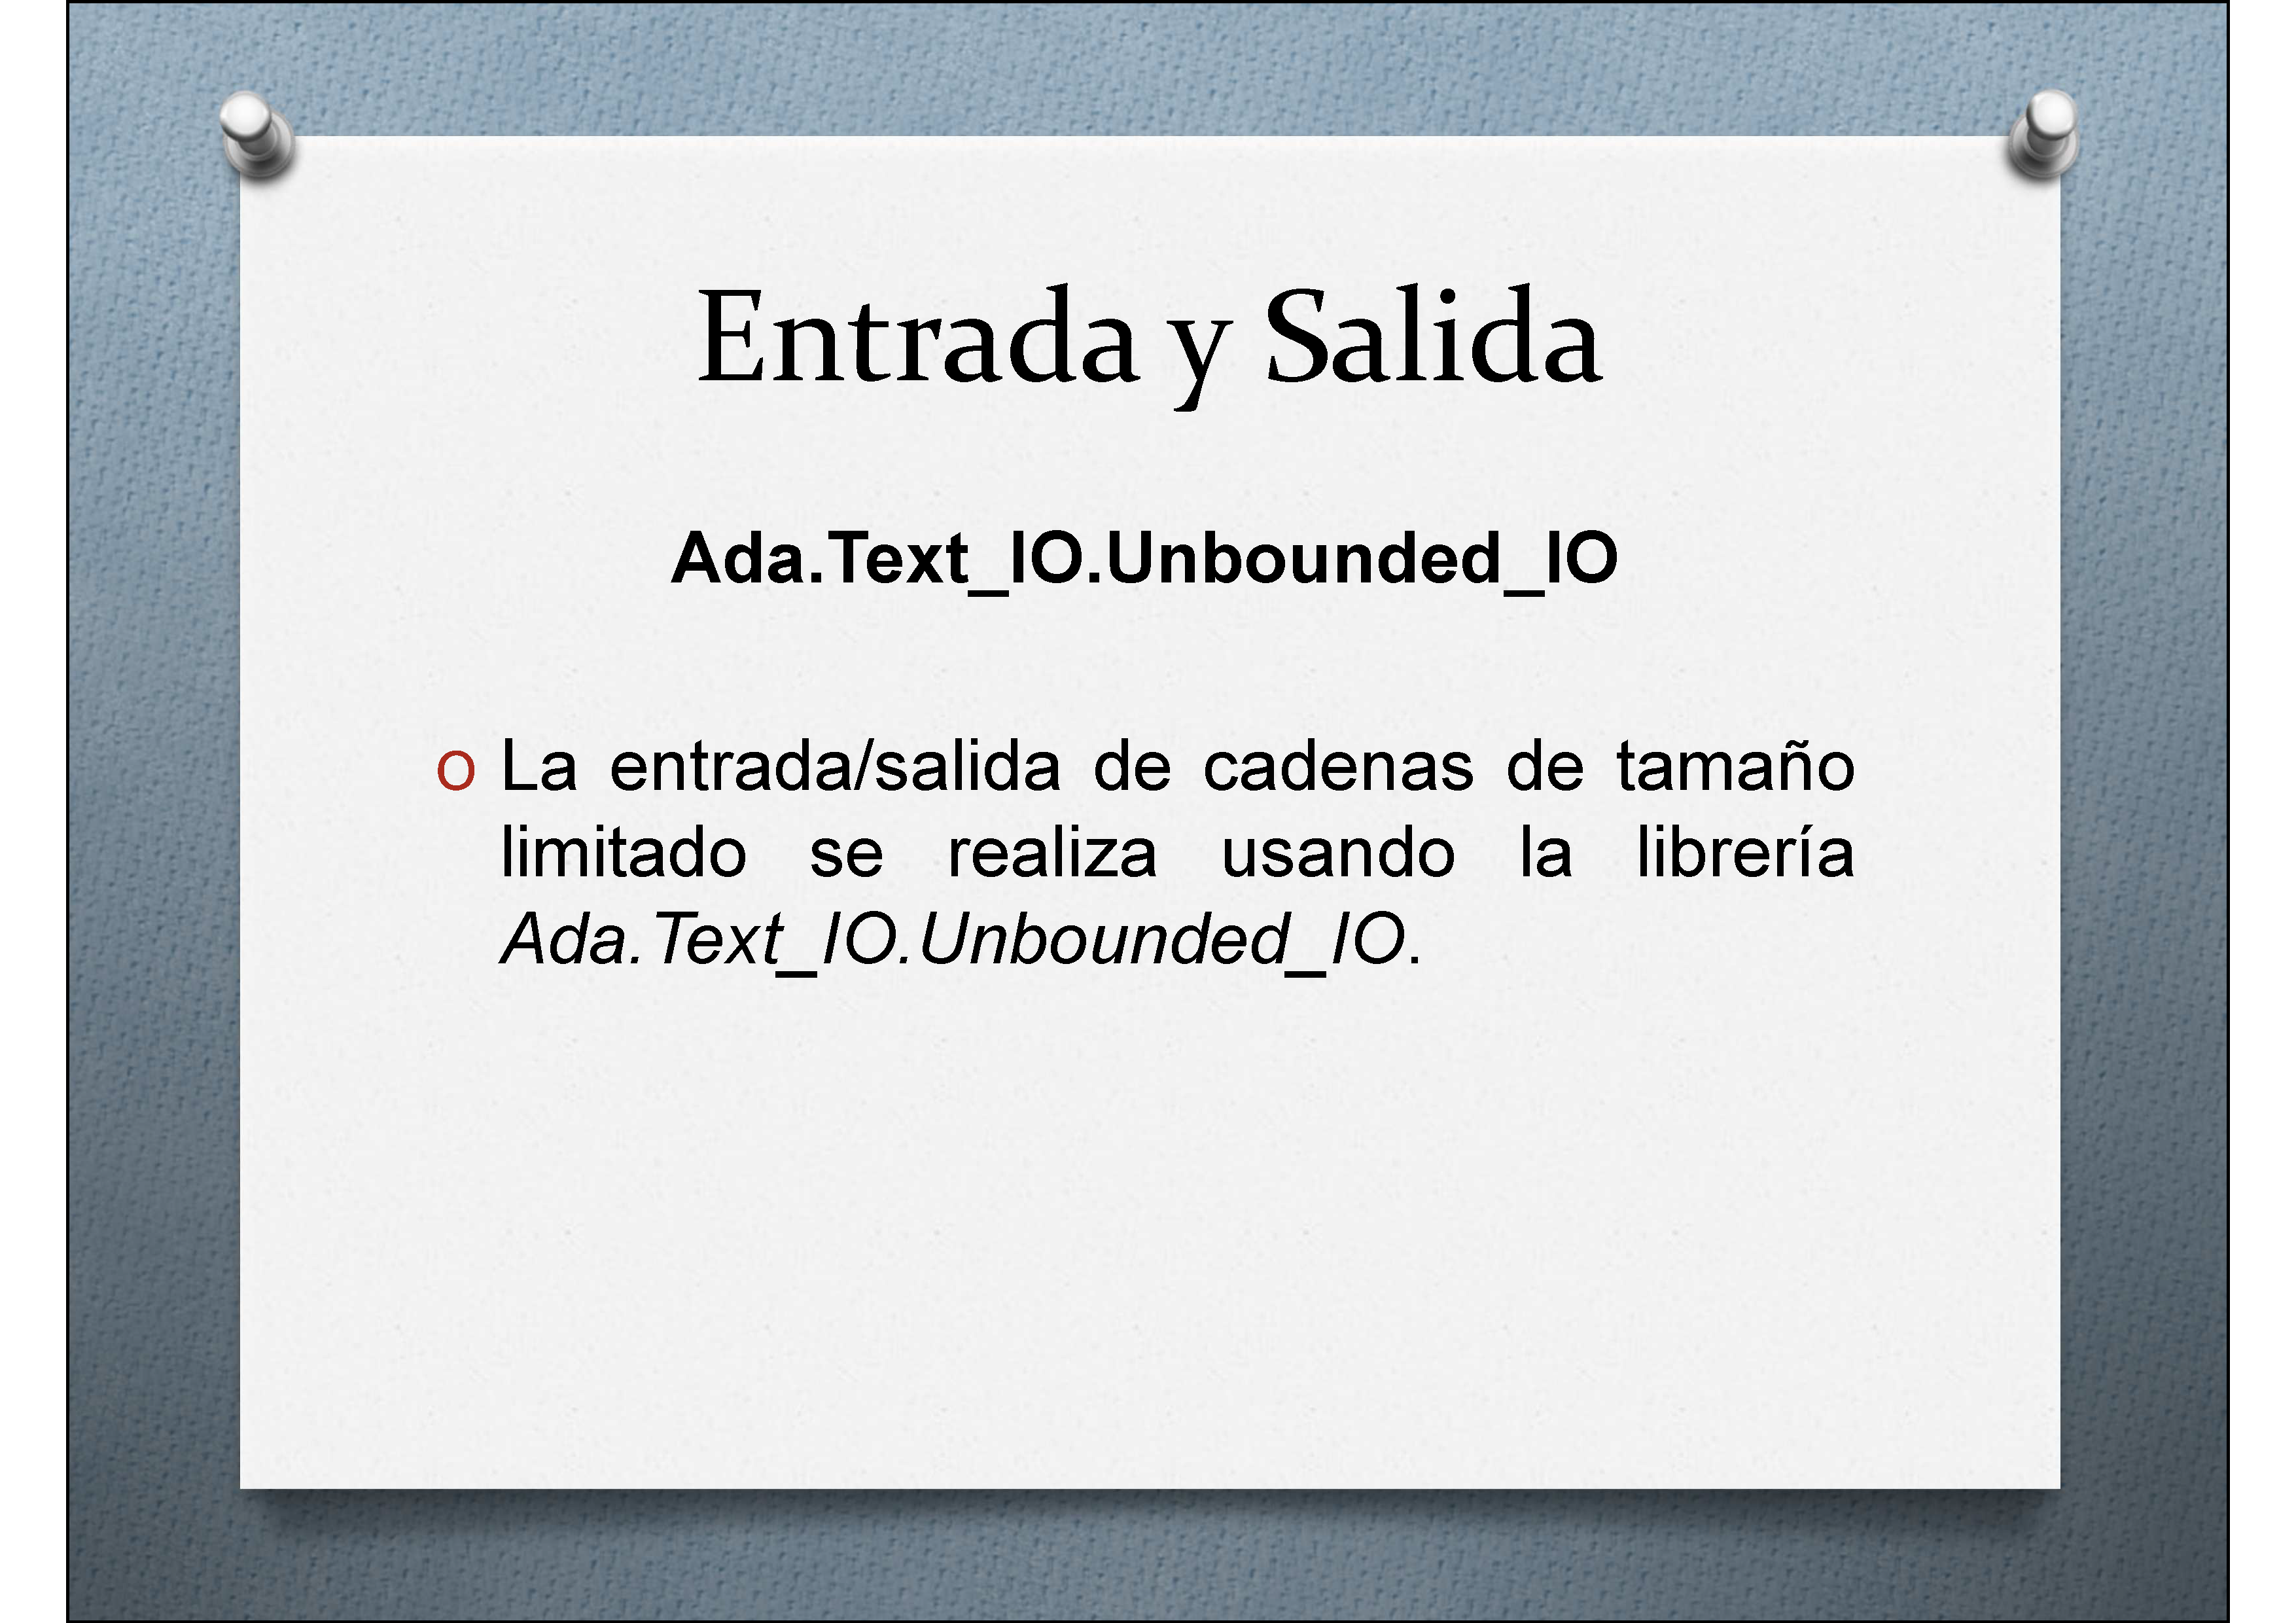 Entrada y Salida
Ada.Text_IO.Unbounded_IO
O La entrada/salida de cadenas de tamaño
limitado se realiza usando la librería
Ada.Text_IO.Unbounded_IO.